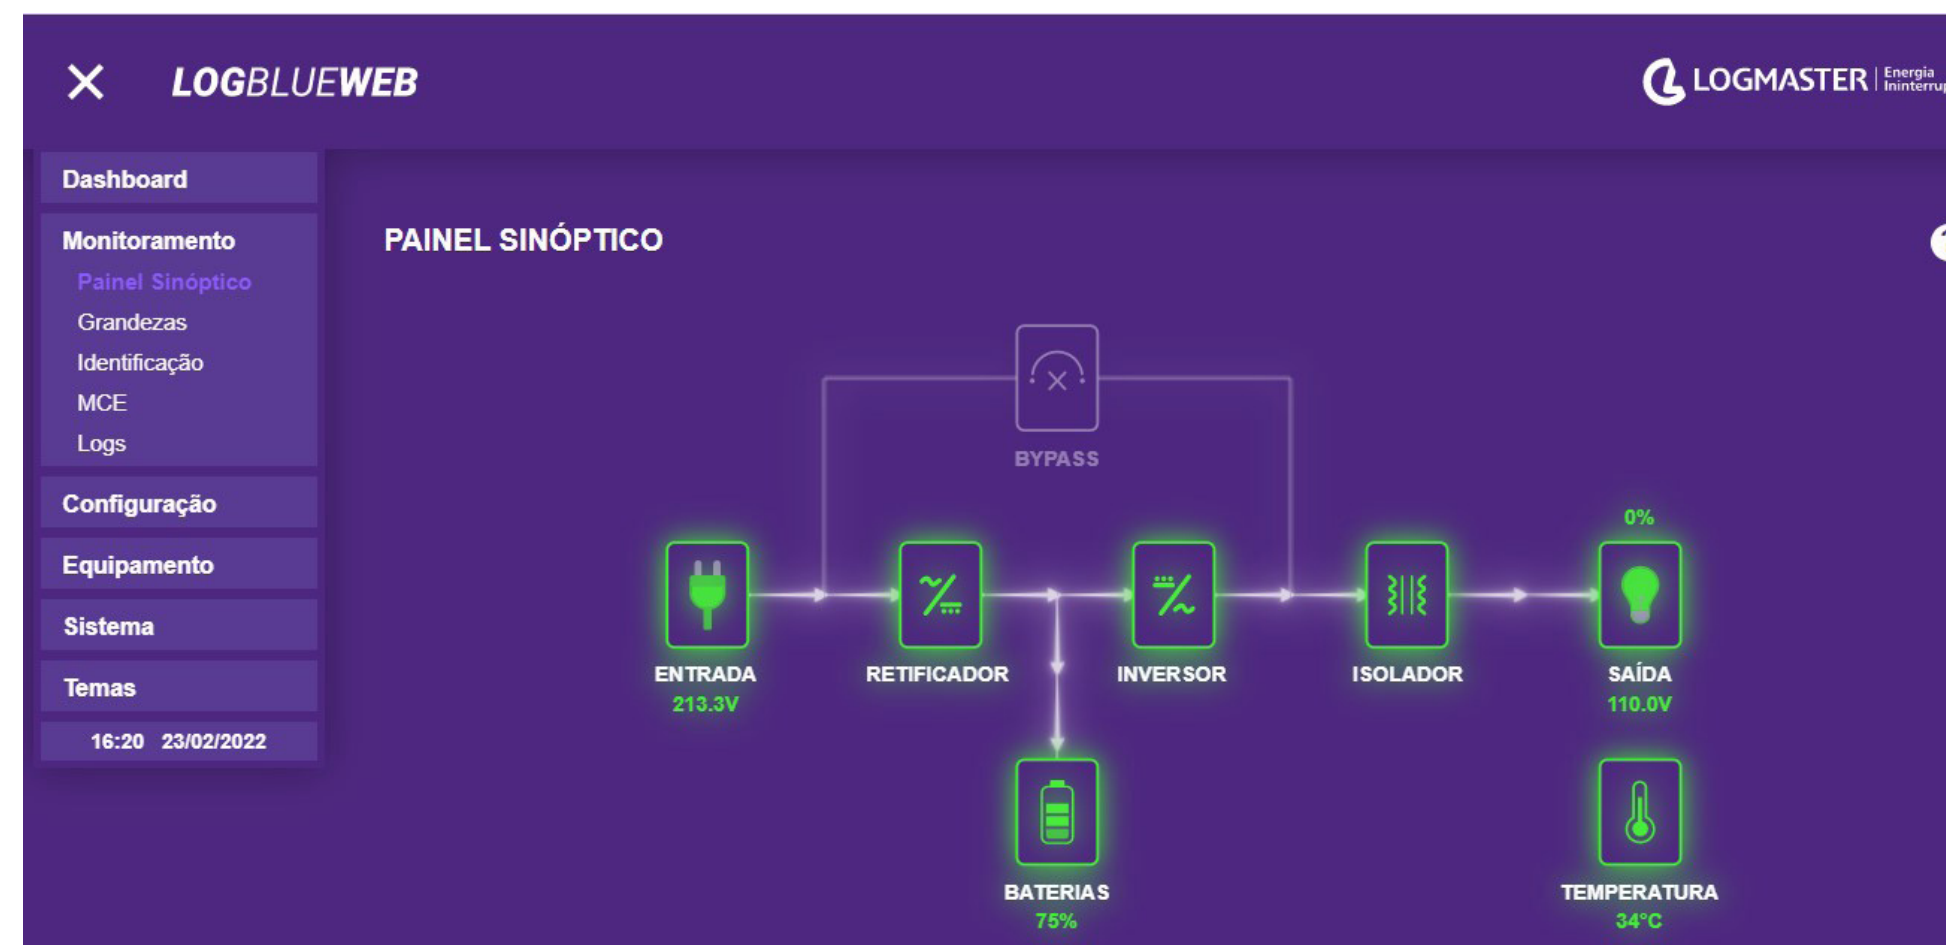 LOGBLUEWEB
LOGMASTER
Energia
Dashboard
Monitoramento
Painel Sinóptico
Grandezas
Identificação
MCE
Logs
Configuração
Equipamento
Sistema
Temas
16:20 23/02/2022
PAINEL SINÓPTICO
BYPASS
0%
ENTRADA
213.3V
RETIFICADOR
INVERSOR
ISOLADOR
SAÍDA
110.0V
BATERIAS
75%
TEMPERATURA
34°C